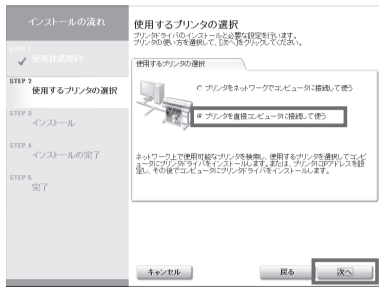 インストールの流れ
STEP 1
使用許諾契約
STEP 2
使用するプリンタの選択
STEP 3
インストール
STEP 4
インストールの完了
STEP 5
完了
使用するプリンタの選択
プリンタドライバのインストールと必要な設定を行います。
プリンタの使い方を選択して、[次へ]をクリックしてください。
使用するプリンタの選択
プリンタをネットワークでコンピュータに接続して使う
プリンタを直接コンピュータに接続して使う
ネットワーク上で使用可能なプリンタを検索し、使用するプリンタを選択してコンピ
ュータにプリンタドライバをインストールします。または、プリンタにIPアドレスを設
定し、その後でコンピュータにプリンタドライバをインストールします。
キャンセル
戻る
次へ